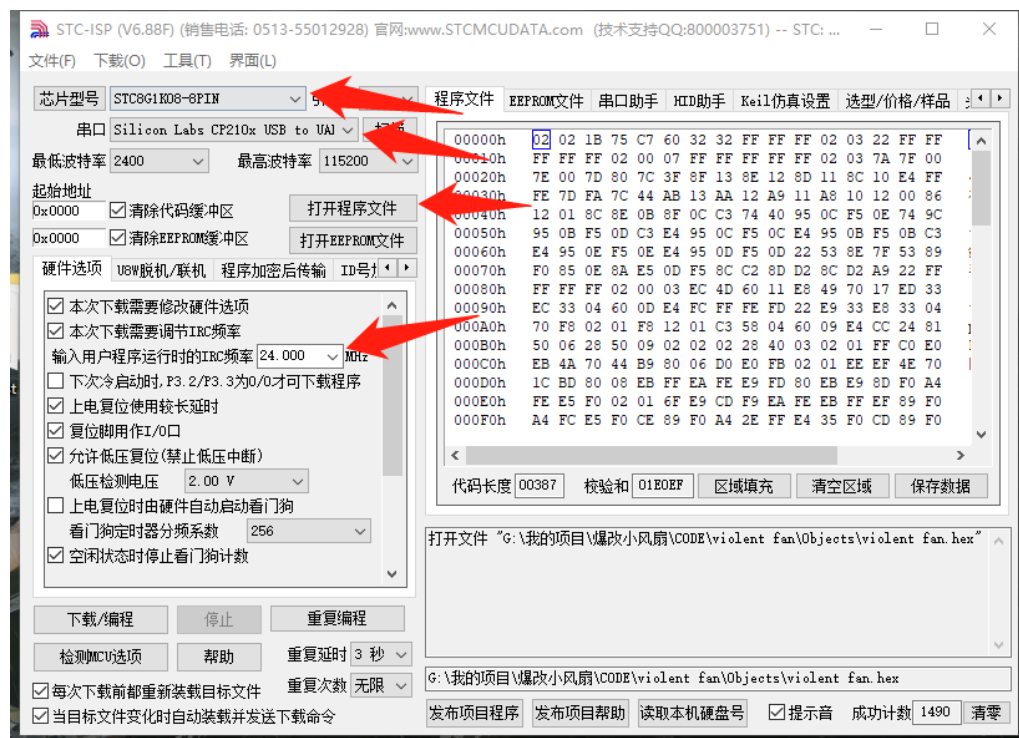 STC-ISP (V6.88F) (销售电话: 0513-55012928) 官网:www.STCMCUDATA.com (技术支持QQ:800003751) -- STC: ...
文件(F) 下载(O) 工具(T) 界面(L)
芯片型号 STC8G1K08-8PIN
串口 Silicon Labs CP210x USB to UA
最低波特率 2400 最高波特率 115200
起始地址
0x0000 清除代码缓冲区 打开程序文件
0x0000 清除EEPROM缓冲区 打开EEPROM文件
硬件选项 U8W脱机/联机 程序加密后传输 ID号
本次下载需要修改硬件选项
本次下载需要调节IRC频率
输入用户程序运行时的IRC频率 24.000 MHz
下次冷启动时,P3.2/P3.3为0/0才可下载程序
上电复位使用较长延时
复位脚用作I/O口
允许低压复位(禁止低压中断)
低压检测电压 2.00 V
上电复位时由硬件自动启动看门狗
看门狗定时器分频系数 256
空闲状态时停止看门狗计数
下载/编程 停止 重复编程
检测MCU选项 帮助 重复延时 3 秒
每次下载前都重新装载目标文件 重复次数 无限
当目标文件变化时自动装载并发送下载命令
程序文件 EEPROM文件 串口助手 HID助手 Keil仿真设置 选型/价格/样品
00000h 02 02 1B 75 C7 60 32 32 FF FF FF 02 03 22 FF FF
00010h FF FF FF 02 00 07 FF FF FF FF FF 02 03 7A 7F 00
00020h 7E 00 7D 80 7C 3F 8F 13 8E 12 8D 11 8C 10 E4 FF
00030h FE 7D FA 7C 44 AB 13 AA 12 A9 11 A8 10 12 00 86
00040h 12 01 8C 8E 0B 8F 0C C3 74 40 95 0C F5 0E 74 9C
00050h 95 0B F5 0D C3 E4 95 0C F5 0C E4 95 0B F5 0B C3
00060h E4 95 0E F5 0E E4 95 0D F5 0D 22 53 8E 7F 53 89
00070h F0 85 0E 8A E5 0D F5 8C C2 8D D2 8C D2 A9 22 FF
00080h FF FF FF 02 00 03 EC 4D 60 11 E8 49 70 17 ED 33
00090h EC 33 04 60 0D E4 FC FF FE FD 22 E9 33 E8 33 04
000A0h 70 F8 02 01 F8 12 01 C3 58 04 60 09 E4 CC 24 81
000B0h 50 06 28 50 09 02 02 02 28 40 03 02 01 FF C0 E0
000C0h EB 4A 70 44 B9 80 06 D0 E0 FB 02 01 EE EF 4E 70
000D0h 1C BD 80 08 EB FF EA FE E9 FD 80 EB E9 8D F0 A4
000E0h FE E5 F0 02 01 6F E9 CD F9 EA FE EB FF EF 89 F0
000F0h A4 FC E5 F0 CE 89 F0 A4 2E FF E4 35 F0 CD 89 F0
代码长度 00387 校验和 01E0EF 区域填充 清空区域 保存数据
打开文件 "G:\我的项目\爆改小风扇\CODE\violent fan\Objects\violent fan.hex"
G:\我的项目\爆改小风扇\CODE\violent fan\Objects\violent fan.hex
发布项目程序 发布项目帮助 读取本机硬盘号 提示音 成功计数 1490 清零